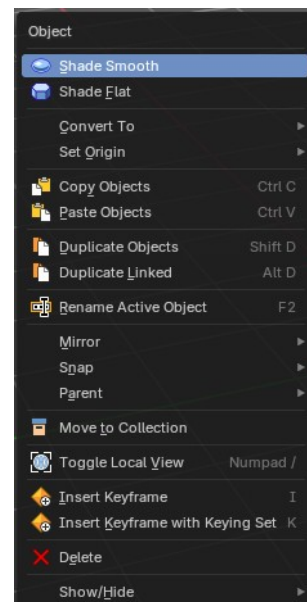 Object
Shade Smooth
Shade Flat
Convert To
Set Origin
Copy Objects Ctrl C
Paste Objects Ctrl V
Duplicate Objects Shift D
Duplicate Linked Alt D
Rename Active Object F2
Mirror
Snap
Parent
Move to Collection
Toggle Local View Numpad /
Insert Keyframe I
Insert Keyframe with Keying Set K
Delete
Show/Hide